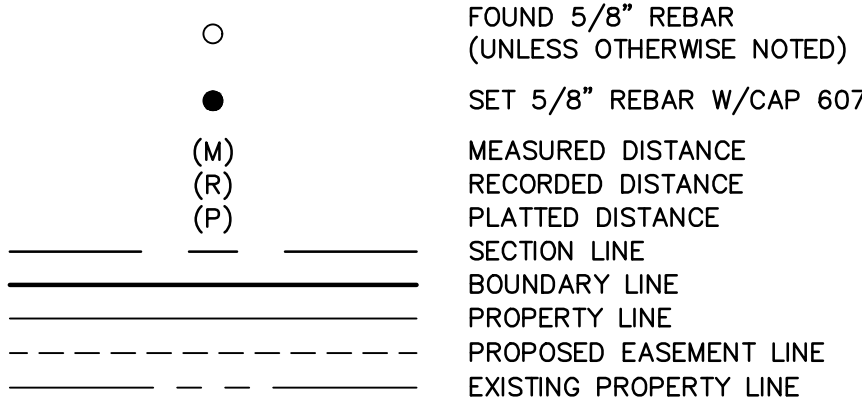 FOUND 5/8" REBAR
(UNLESS OTHERWISE NOTED)
SET 5/8" REBAR W/CAP 607
(M) MEASURED DISTANCE
(R) RECORDED DISTANCE
(P) PLATTED DISTANCE
SECTION LINE
BOUNDARY LINE
PROPERTY LINE
PROPOSED EASEMENT LINE
EXISTING PROPERTY LINE